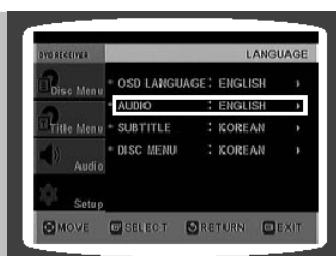 DVD RECEIVER LANGUAGE
Disc Menu
OSD LANGUAGE : ENGLISH
AUDIO : ENGLISH
Title Menu
SUBTITLE : KOREAN
DISC MENU : KOREAN
Audio
Setup
MOVE SELECT RETURN EXIT